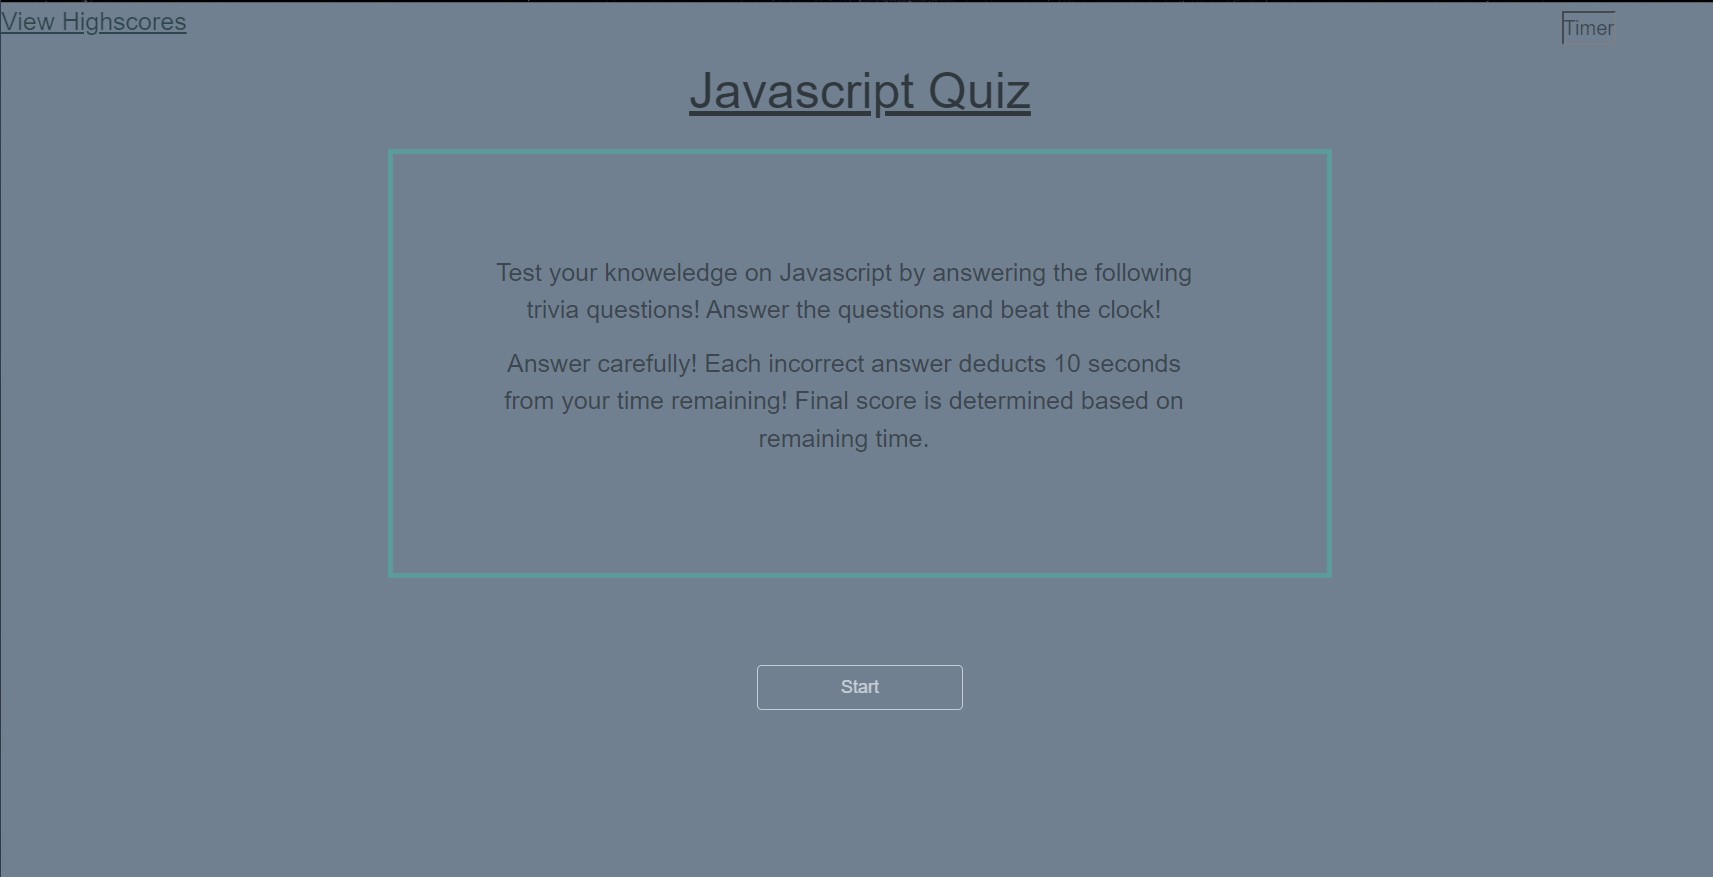 View Highscores
Timer
Javascript Quiz
Test your knoweledge on Javascript by answering the following
trivia questions! Answer the questions and beat the clock!
Answer carefully! Each incorrect answer deducts 10 seconds
from your time remaining! Final score is determined based on
remaining time.
Start